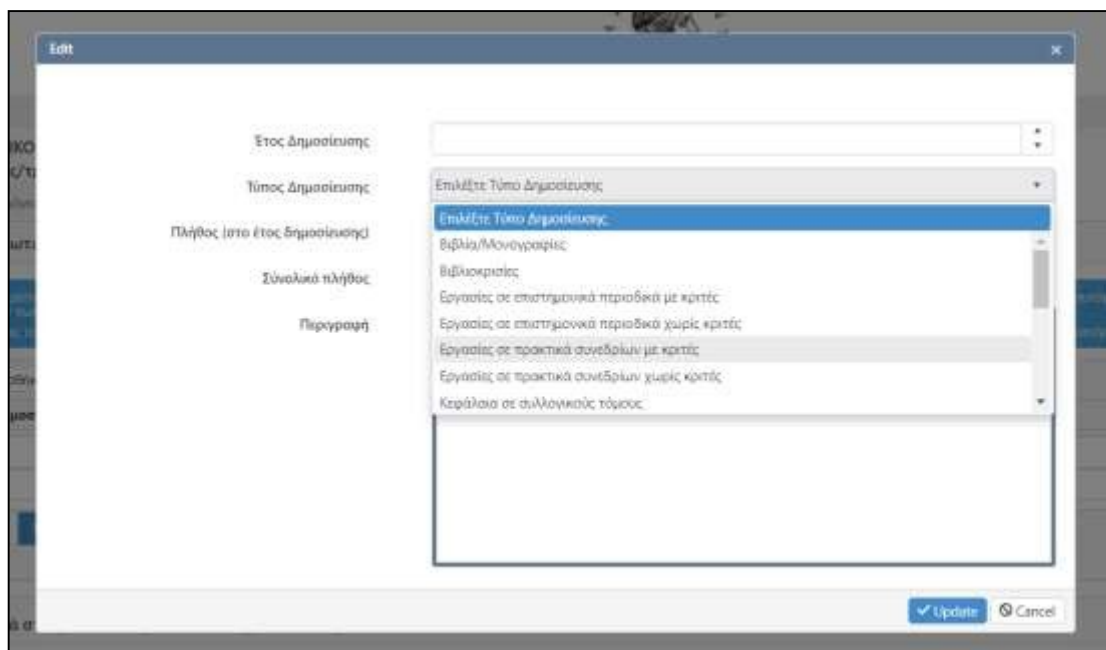 Edit
Έτος Δημοσίευσης
Τύπος Δημοσίευσης
Επιλέξτε Τύπο Δημοσίευσης
Επιλέξτε Τύπο Δημοσίευσης
Πλήθος (στο έτος δημοσίευσης)
Βιβλία/Μονογραφίες
Βιβλιοκρισίες
Σύνολικό πλήθος
Εργασίες σε επιστημονικά περιοδικά με κριτές
Περιγραφή
Εργασίες σε επιστημονικά περιοδικά χωρίς κριτές
Εργασίες σε πρακτικά συνεδρίων με κριτές
Εργασίες σε πρακτικά συνεδρίων χωρίς κριτές
Κεφάλαια σε συλλογικούς τόμους
Update
Cancel